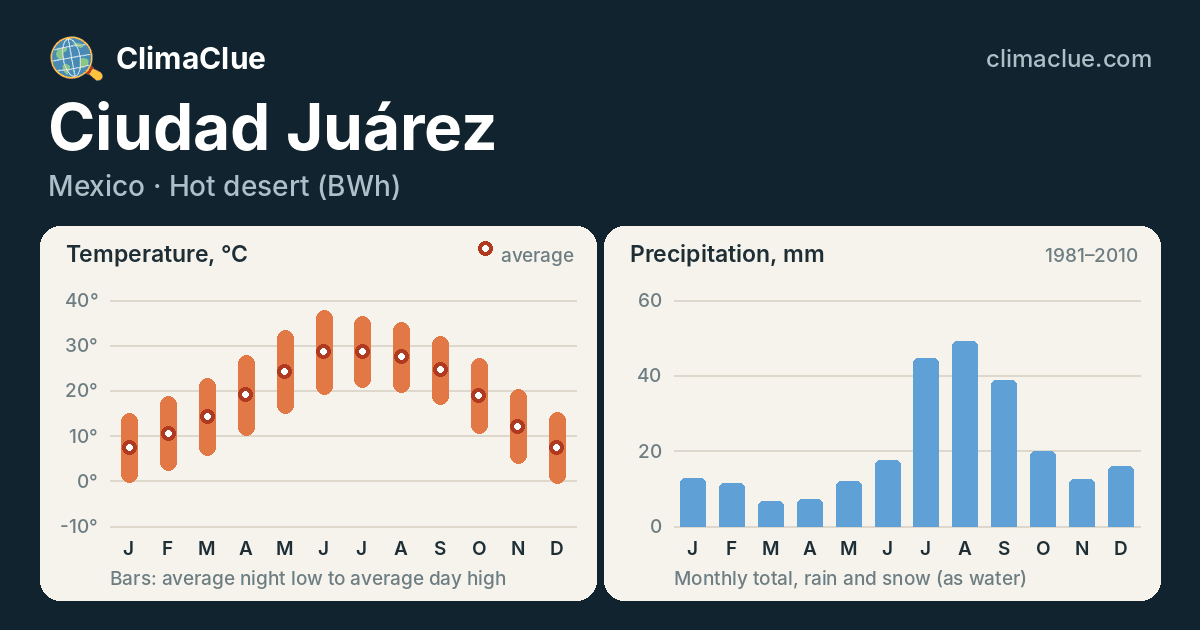 ClimaClue
climaclue.com
Ciudad Juárez
Mexico · Hot desert (BWh)
Temperature, °C
average
40°
30°
20°
10°
0°
-10°
J F M A M J J A S O N D
Bars: average night low to average day high
Precipitation, mm
1981–2010
60
40
20
0
J F M A M J J A S O N D
Monthly total, rain and snow (as water)